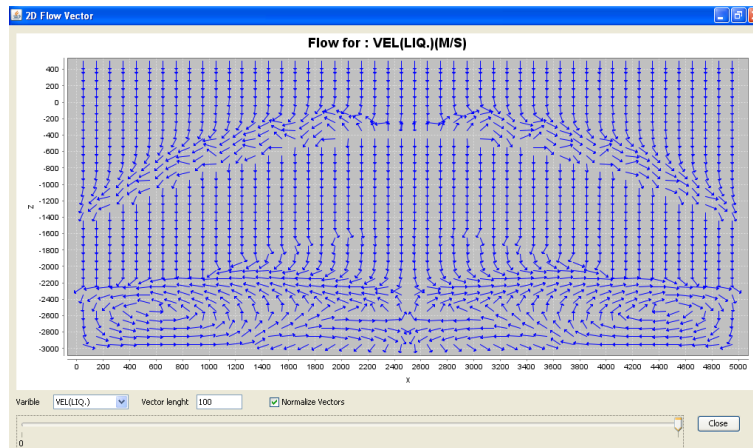 2D Flow Vector
Flow for : VEL(LIQ.)(M/S)
400
200
0
-200
-400
-600
-800
-1000
-1200
-1400
-1600
-1800
-2000
-2200
-2400
-2600
-2800
-3000
Z
0 200 400 600 800 1000 1200 1400 1600 1800 2000 2200 2400 2600 2800 3000 3200 3400 3600 3800 4000 4200 4400 4600 4800 5000
X
Varible VEL(LIQ.) Vector lenght 100 Normalize Vectors
Close
0